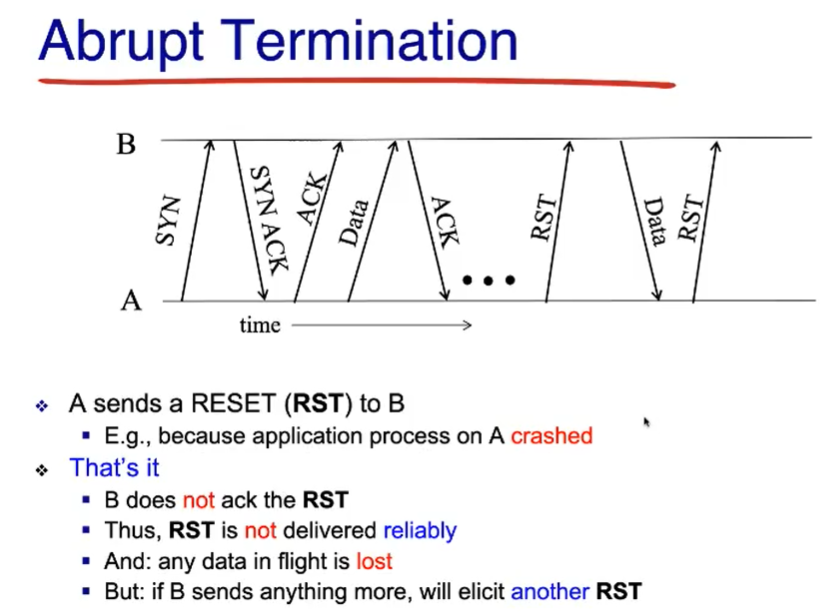 Abrupt Termination
B
SYN
SYN ACK
ACK
Data
ACK
RST
Data
RST
A
time
A sends a RESET (RST) to B
E.g., because application process on A crashed
That's it
B does not ack the RST
Thus, RST is not delivered reliably
And: any data in flight is lost
But: if B sends anything more, will elicit another RST